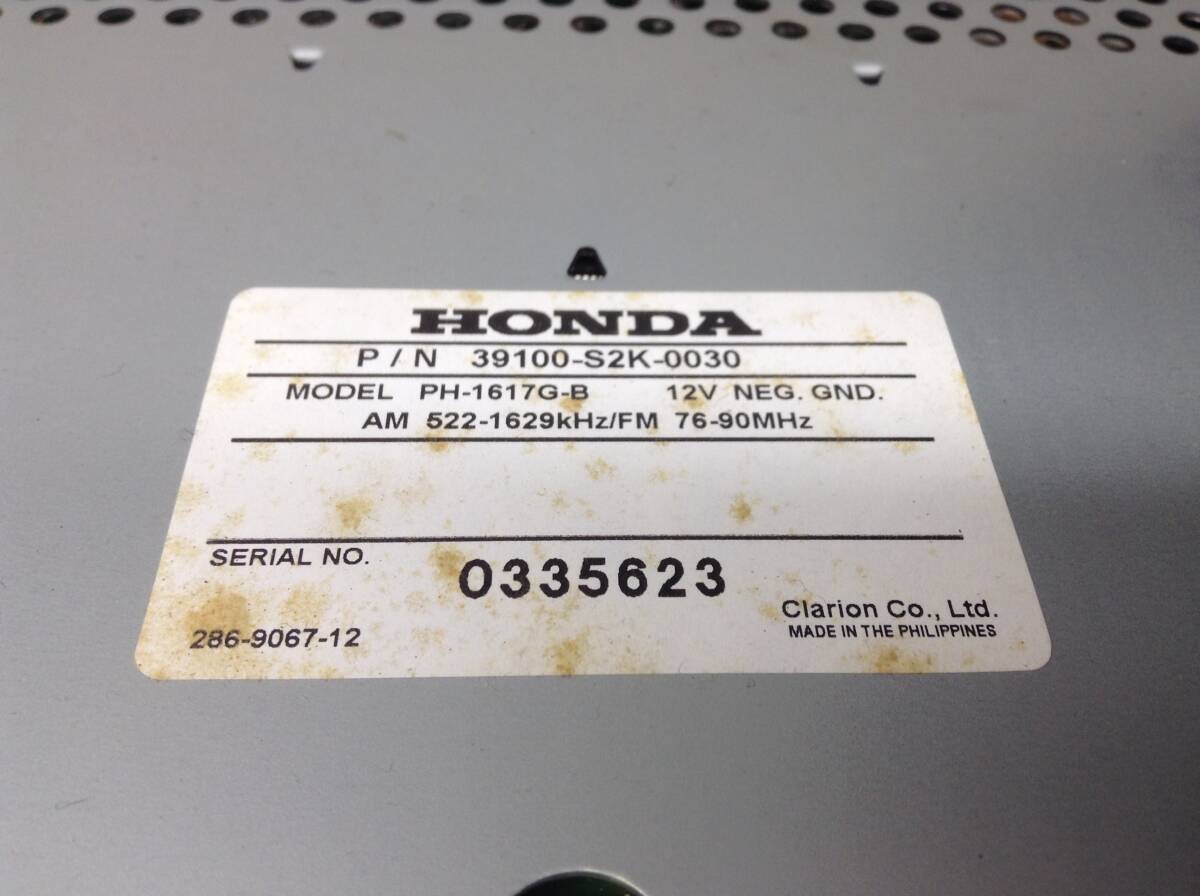 HONDA
P / N 39100-S2K-0030
MODEL PH-1617G-B 12V NEG. GND.
AM 522-1629kHz/FM 76-90MHz
SERIAL NO.
0335623
Clarion Co., Ltd.
286-9067-12
MADE IN THE PHILIPPINES